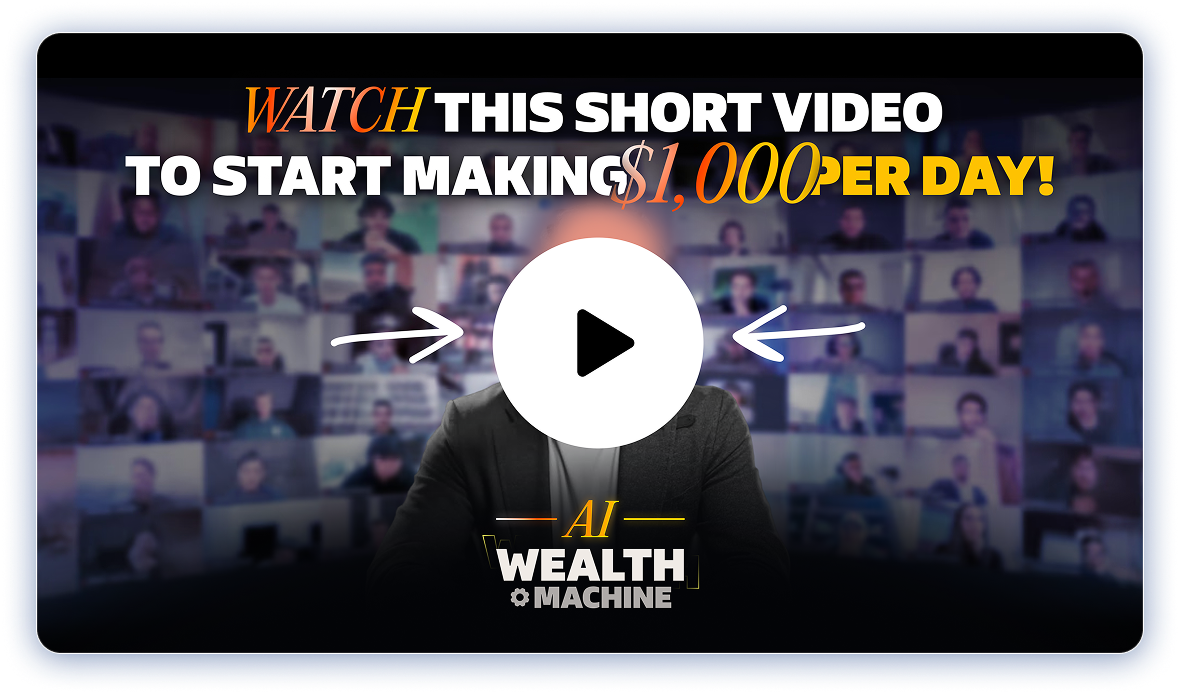 WATCH THIS SHORT VIDEO
TO START MAKING $1,000 PER DAY!
AI
WEALTH
MACHINE